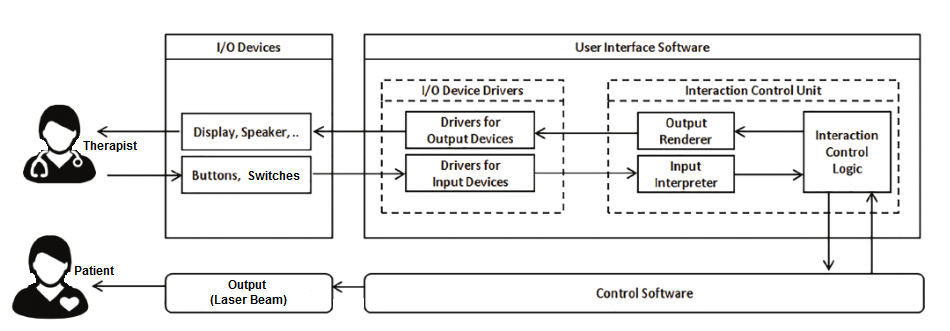 I/O Devices
User Interface Software
I/O Device Drivers
Interaction Control Unit
Therapist
Display, Speaker, ..
Drivers for
Output Devices
Output
Renderer
Interaction
Control
Logic
Buttons, Switches
Drivers for
Input Devices
Input
Interpreter
Patient
Output
(Laser Beam)
Control Software